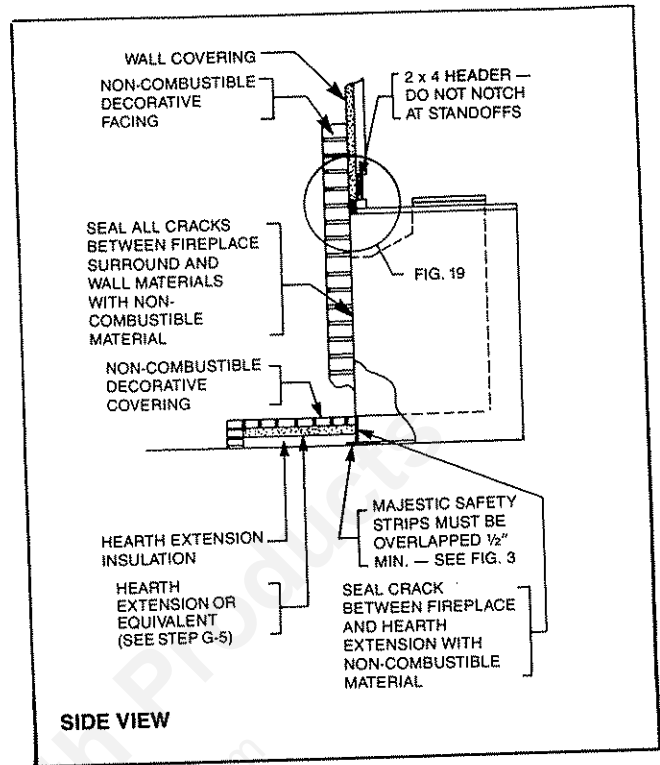 WALL COVERING
NON-COMBUSTIBLE
DECORATIVE
FACING
2 x 4 HEADER —
DO NOT NOTCH
AT STANDOFFS
SEAL ALL CRACKS
BETWEEN FIREPLACE
SURROUND AND
WALL MATERIALS
WITH NON-
COMBUSTIBLE
MATERIAL
FIG. 19
NON-COMBUSTIBLE
DECORATIVE
COVERING
HEARTH EXTENSION
INSULATION
HEARTH
EXTENSION OR
EQUIVALENT
(SEE STEP G-5)
MAJESTIC SAFETY
STRIPS MUST BE
OVERLAPPED ½"
MIN. — SEE FIG. 3
SEAL CRACK
BETWEEN FIREPLACE
AND HEARTH
EXTENSION WITH
NON-COMBUSTIBLE
MATERIAL
SIDE VIEW
th Products
m